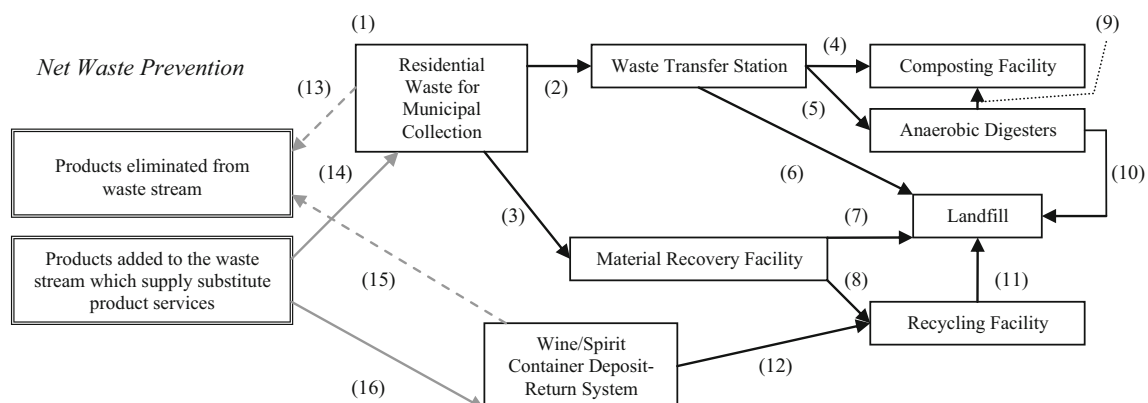 (1)
(9)
Net Waste Prevention
(13)
Residential
Waste for
Municipal
Collection
(2)
Waste Transfer Station
(4)
Composting Facility
(5)
Anaerobic Digesters
Products eliminated from
waste stream
(14)
(6)
(10)
(3)
(7)
Landfill
Products added to the waste
stream which supply substitute
product services
(15)
Material Recovery Facility
(8)
(11)
Recycling Facility
(16)
Wine/Spirit
Container Deposit-
Return System
(12)